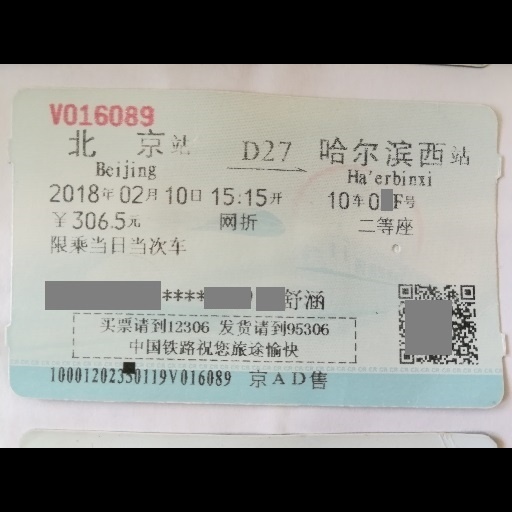 V016089
北京站 D27 哈尔滨西站
Beijing Ha'erbinxi
2018年02月10日 15:15开 10车0 F号
￥306.5元 网折 二等座
限乘当日当次车
**** 舒涵
买票请到12306 发货请到95306
中国铁路祝您旅途愉快
10001202350119V016089 京AD售